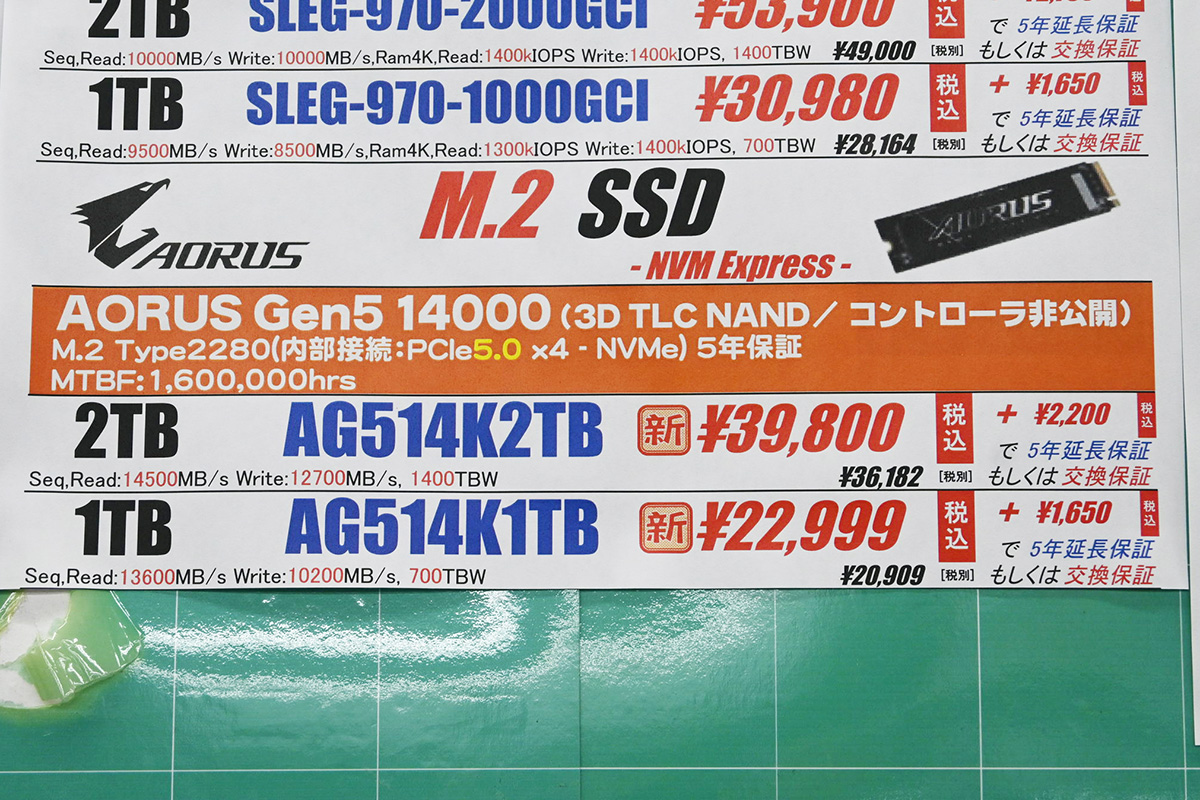 2TB SLEG-970-2000GCI ¥53,900 税込
で 5年延長保証
Seq,Read:10000MB/s Write:10000MB/s,Ram4K,Read:1400kIOPS Write:1400kIOPS, 1400TBW ¥49,000 [税別] もしくは 交換保証
1TB SLEG-970-1000GCI ¥30,980 税込 + ¥1,650 税込
で 5年延長保証
Seq,Read:9500MB/s Write:8500MB/s,Ram4K,Read:1300kIOPS Write:1400kIOPS, 700TBW ¥28,164 [税別] もしくは 交換保証
AORUS M.2 SSD AORUS
- NVM Express -
AORUS Gen5 14000 (3D TLC NAND／ コントローラ非公開)
M.2 Type2280(内部接続:PCIe5.0 x4 - NVMe) 5年保証
MTBF:1,600,000hrs
2TB AG514K2TB 新 ¥39,800 税込 + ¥2,200 税込
で 5年延長保証
Seq,Read:14500MB/s Write:12700MB/s, 1400TBW ¥36,182 [税別] もしくは 交換保証
1TB AG514K1TB 新 ¥22,999 税込 + ¥1,650 税込
で 5年延長保証
Seq,Read:13600MB/s Write:10200MB/s, 700TBW ¥20,909 [税別] もしくは 交換保証